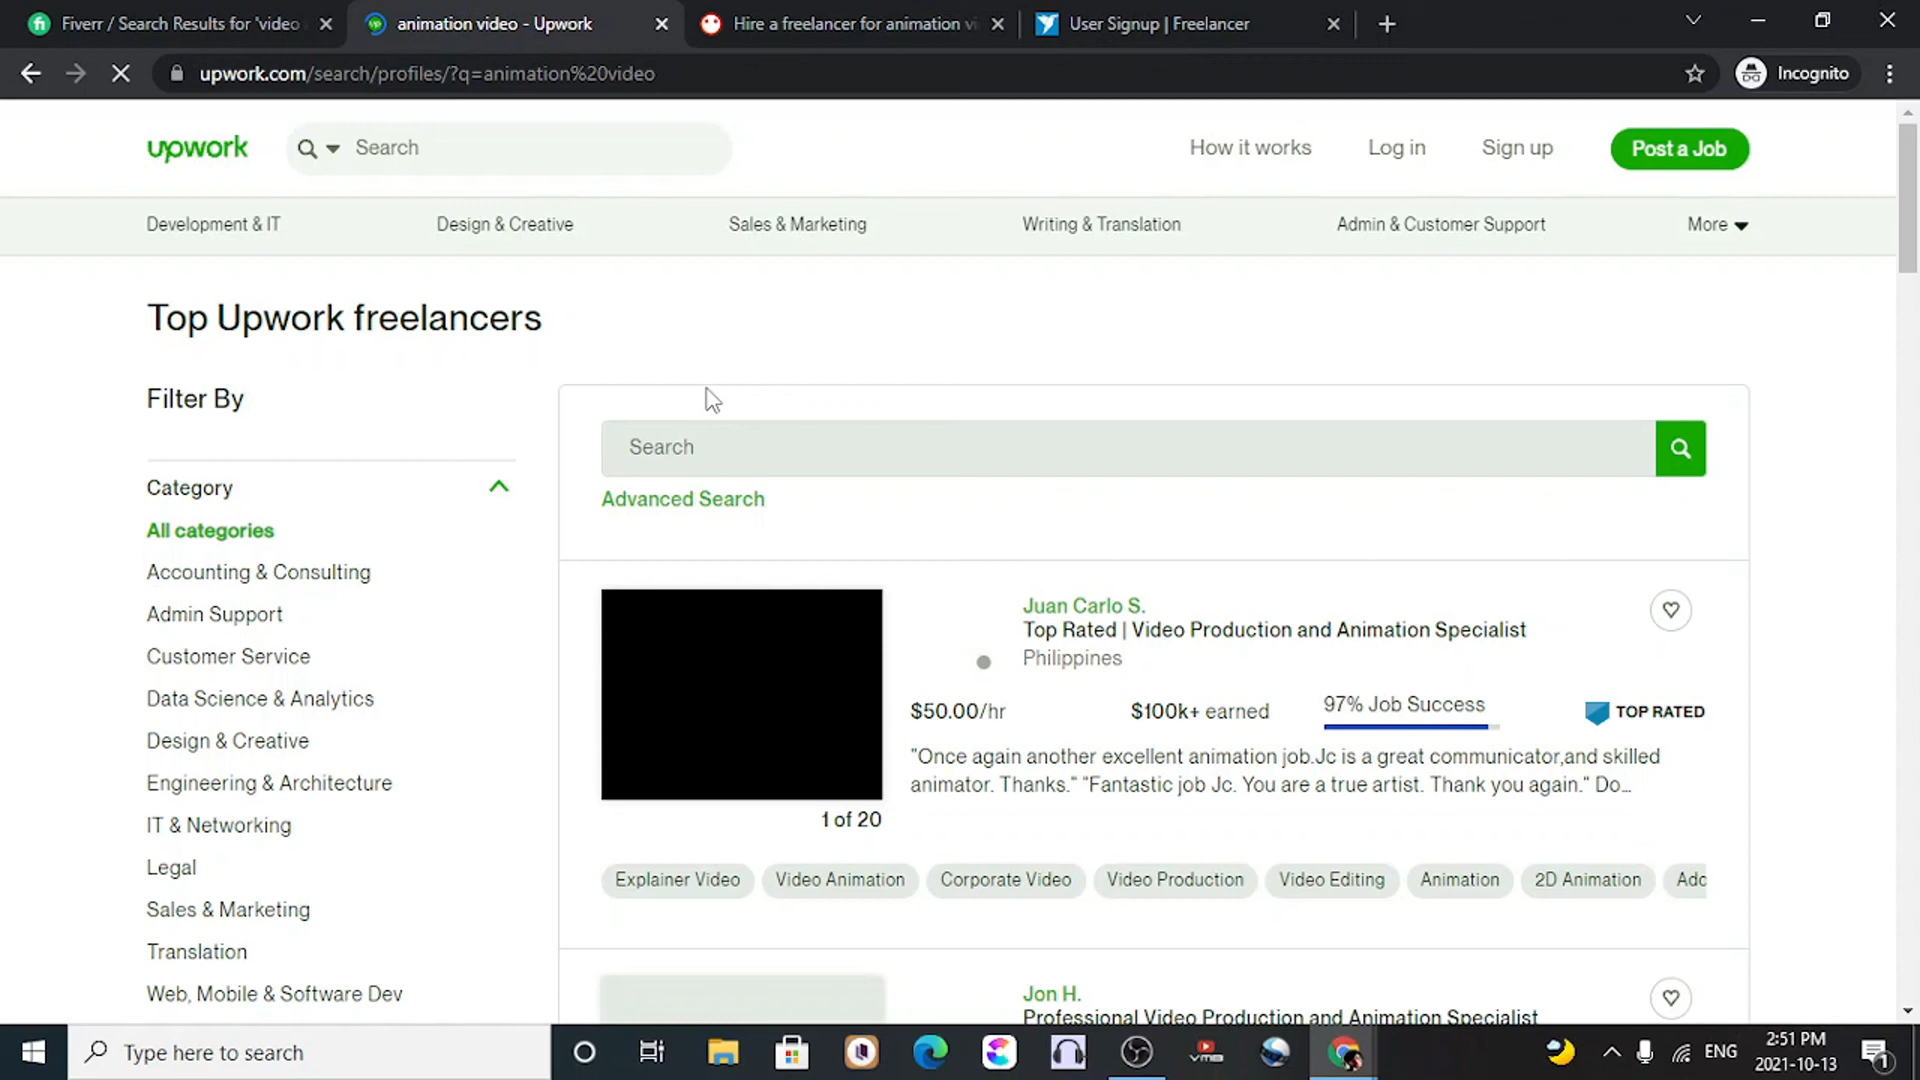 Fiverr / Search Results for 'video
animation video - Upwork
Hire a freelancer for animation vi
User Signup | Freelancer
upwork.com/search/profiles/?q=animation%20video
Incognito
upwork
Search
How it works
Log in
Sign up
Post a Job
Development & IT
Design & Creative
Sales & Marketing
Writing & Translation
Admin & Customer Support
More
Top Upwork freelancers
Filter By
Category
All categories
Accounting & Consulting
Admin Support
Customer Service
Data Science & Analytics
Design & Creative
Engineering & Architecture
IT & Networking
Legal
Sales & Marketing
Translation
Web, Mobile & Software Dev
Search
Advanced Search
Juan Carlo S.
Top Rated | Video Production and Animation Specialist
Philippines
$50.00/hr
$100k+ earned
97% Job Success
TOP RATED
"Once again another excellent animation job.Jc is a great communicator,and skilled
animator. Thanks." "Fantastic job Jc. You are a true artist. Thank you again." Do...
1 of 20
Explainer Video
Video Animation
Corporate Video
Video Production
Video Editing
Animation
2D Animation
Adc
Jon H.
Professional Video Production and Animation Specialist
Type here to search
ENG
2:51 PM
2021-10-13
1